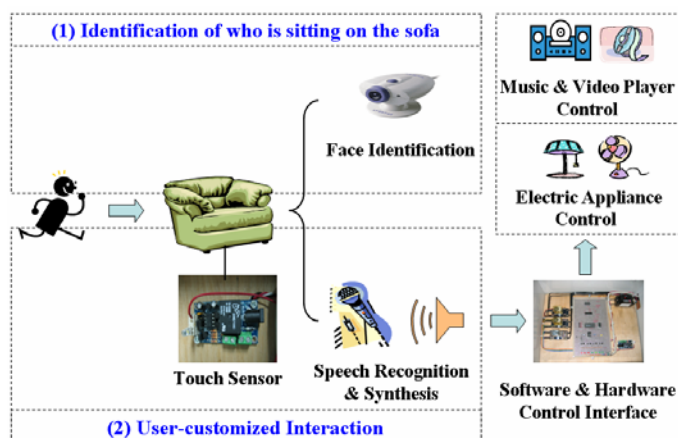 (1) Identification of who is sitting on the sofa
Music & Video Player
Control
Face Identification
Electric Appliance
Control
Touch Sensor
Speech Recognition
& Synthesis
Software & Hardware
Control Interface
(2) User-customized Interaction